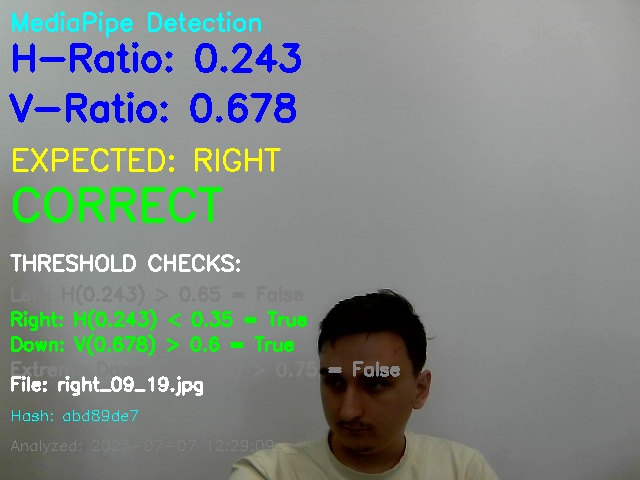 MediaPipe Detection
H-Ratio: 0.243
V-Ratio: 0.678
EXPECTED: RIGHT
CORRECT
THRESHOLD CHECKS:
Left: H(0.243) > 0.65 = False
Right: H(0.243) < 0.35 = True
Down: V(0.678) > 0.6 = True
Extreme Down: > 0.75 = False
File: right_09_19.jpg
Hash: abd89de7
Analyzed: 2025-07-07 12:29:09